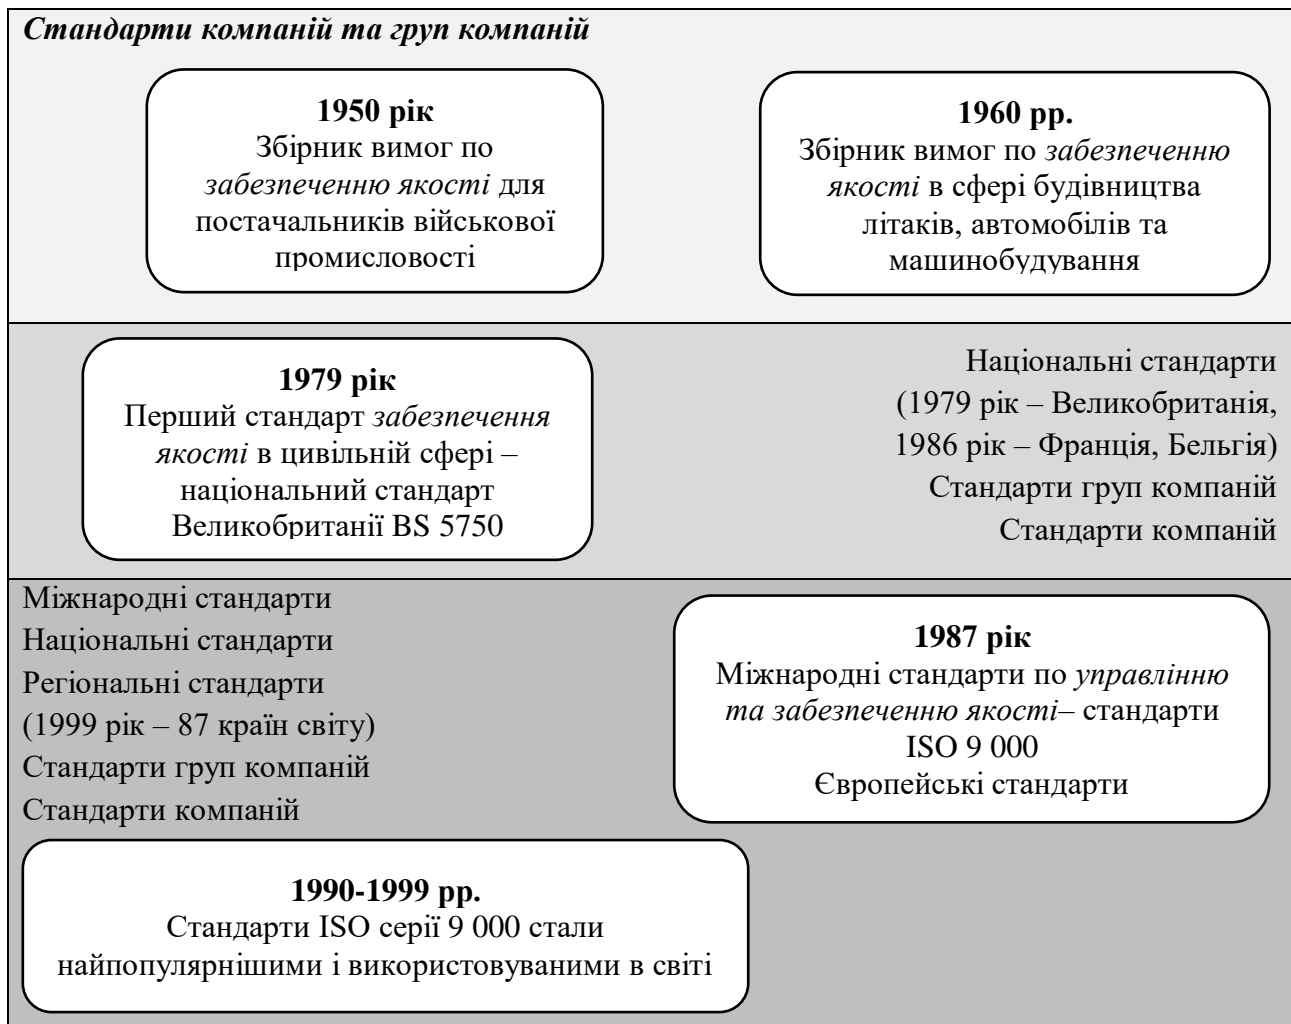 Стандарти компаній та груп компаній
1950 рік
Збірник вимог по
забезпеченню якості для
постачальників військової
промисловості
1960 рр.
Збірник вимог по забезпеченню
якості в сфері будівництва
літаків, автомобілів та
машинобудування
1979 рік
Перший стандарт забезпечення
якості в цивільній сфері –
національний стандарт
Великобританії BS 5750
Національні стандарти
(1979 рік – Великобританія,
1986 рік – Франція, Бельгія)
Стандарти груп компаній
Стандарти компаній
Міжнародні стандарти
Національні стандарти
Регіональні стандарти
(1999 рік – 87 країн світу)
Стандарти груп компаній
Стандарти компаній
1987 рік
Міжнародні стандарти по управлінню
та забезпеченню якості– стандарти
ISO 9 000
Європейські стандарти
1990-1999 рр.
Стандарти ISO серії 9 000 стали
найпопулярнішими і використовуваними в світі